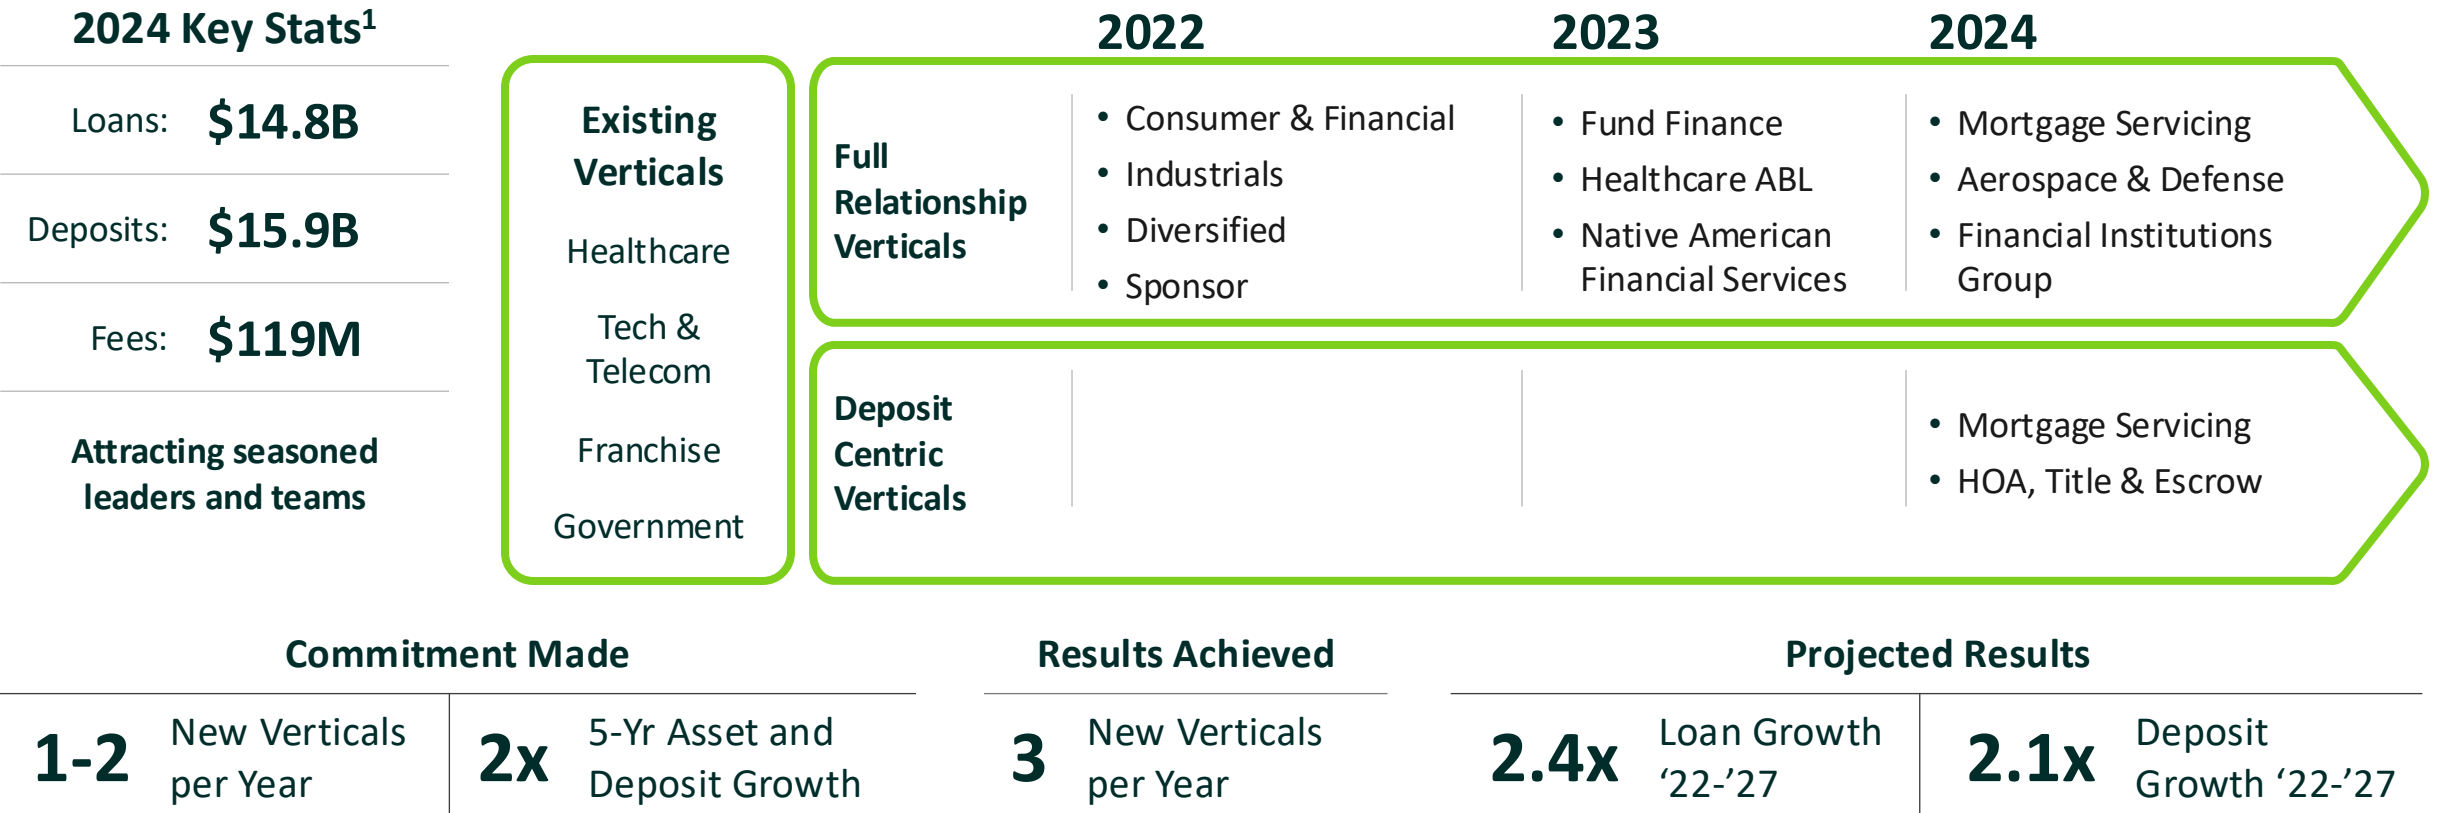 2024 Key Stats1
Loans: $14.8B
Deposits: $15.9B
Fees: $119M
Attracting seasoned
leaders and teams
Existing
Verticals
Healthcare
Tech &
Telecom
Franchise
Government
2022
2023
2024
Full
Relationship
Verticals
• Consumer & Financial
• Industrials
• Diversified
• Sponsor
• Fund Finance
• Healthcare ABL
• Native American
Financial Services
• Mortgage Servicing
• Aerospace & Defense
• Financial Institutions
Group
Deposit
Centric
Verticals
• Mortgage Servicing
• HOA, Title & Escrow
Commitment Made
1-2
New Verticals
per Year
2x
5-Yr Asset and
Deposit Growth
Results Achieved
3
New Verticals
per Year
Projected Results
2.4x
Loan Growth
‘22-’27
2.1x
Deposit
Growth ‘22-’27